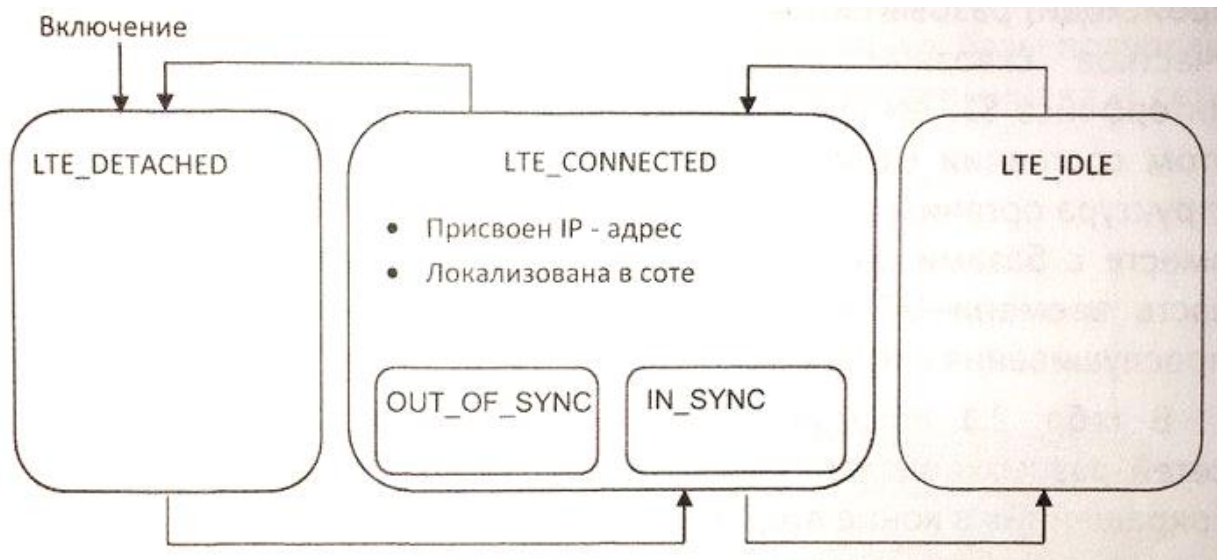 Включение
LTE_DETACHED
LTE_CONNECTED
• Присвоен IP - адрес
• Локализована в соте
OUT_OF_SYNC
IN_SYNC
LTE_IDLE